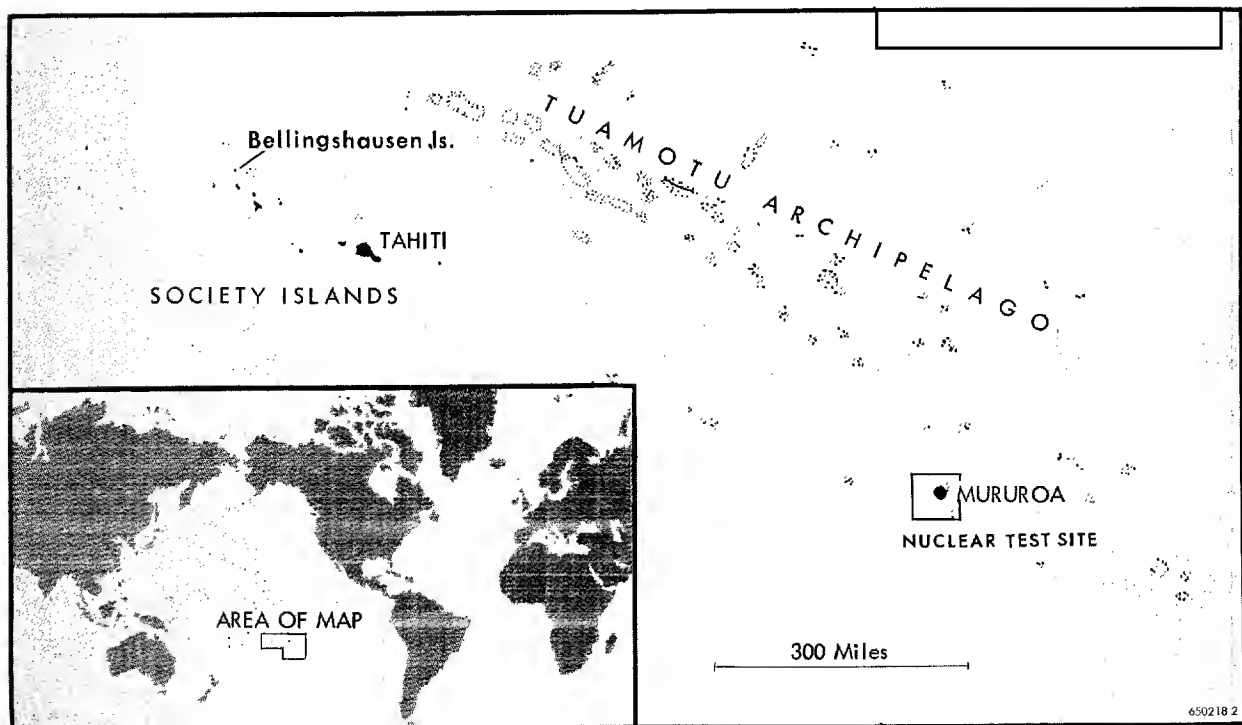 TUAMOTU ARCHIPELAGO
Bellingshausen Is.
TAHITI
SOCIETY ISLANDS
MURUROA
NUCLEAR TEST SITE
AREA OF MAP
300 Miles
650218 2